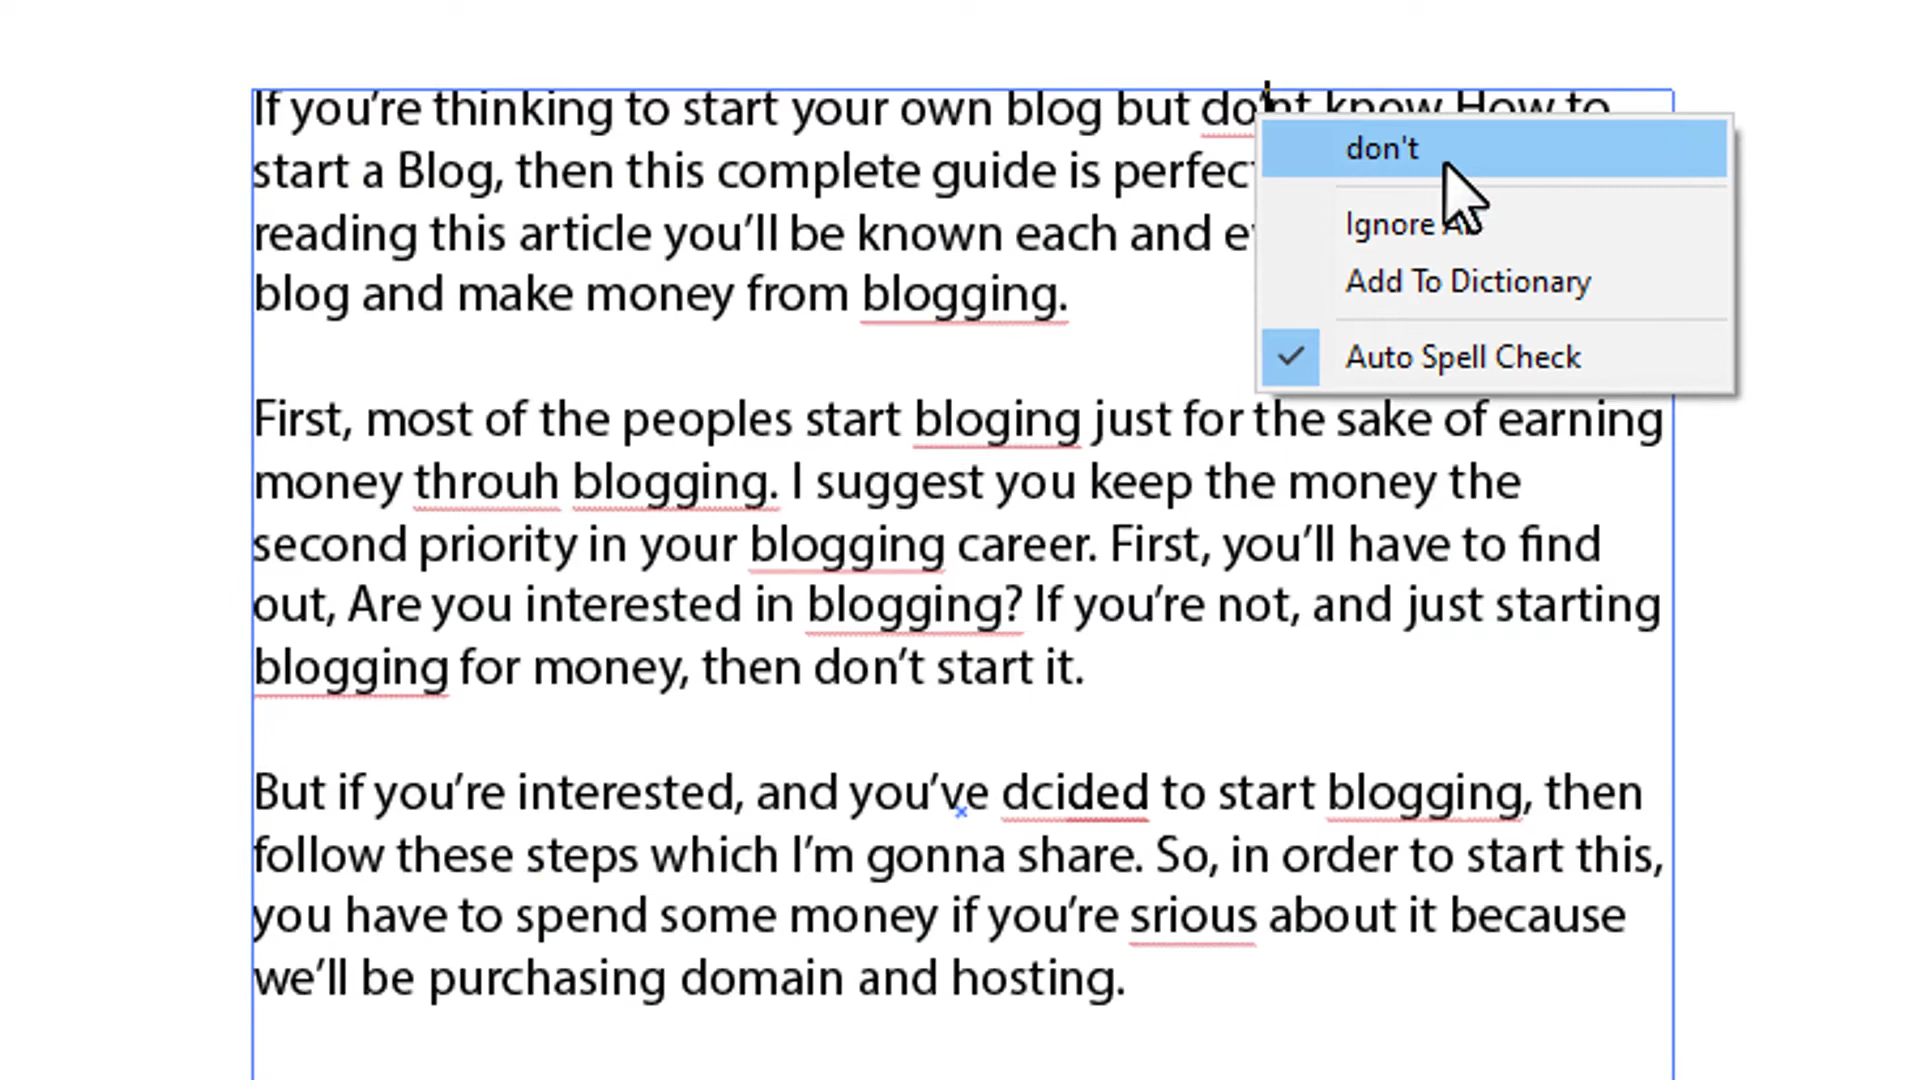 If you’re thinking to start your own blog but do’nt know How to
start a Blog, then this complete guide is perfect
reading this article you’ll be known each and
blog and make money from blogging.
don't
Ignore
Add To Dictionary
Auto Spell Check
First, most of the peoples start bloging just for the sake of earning
money throuh blogging. I suggest you keep the money the
second priority in your blogging career. First, you’ll have to find
out, Are you interested in blogging? If you’re not, and just starting
blogging for money, then don’t start it.
But if you’re interested, and you’ve dcided to start blogging, then
follow these steps which I’m gonna share. So, in order to start this,
you have to spend some money if you’re srious about it because
we’ll be purchasing domain and hosting.